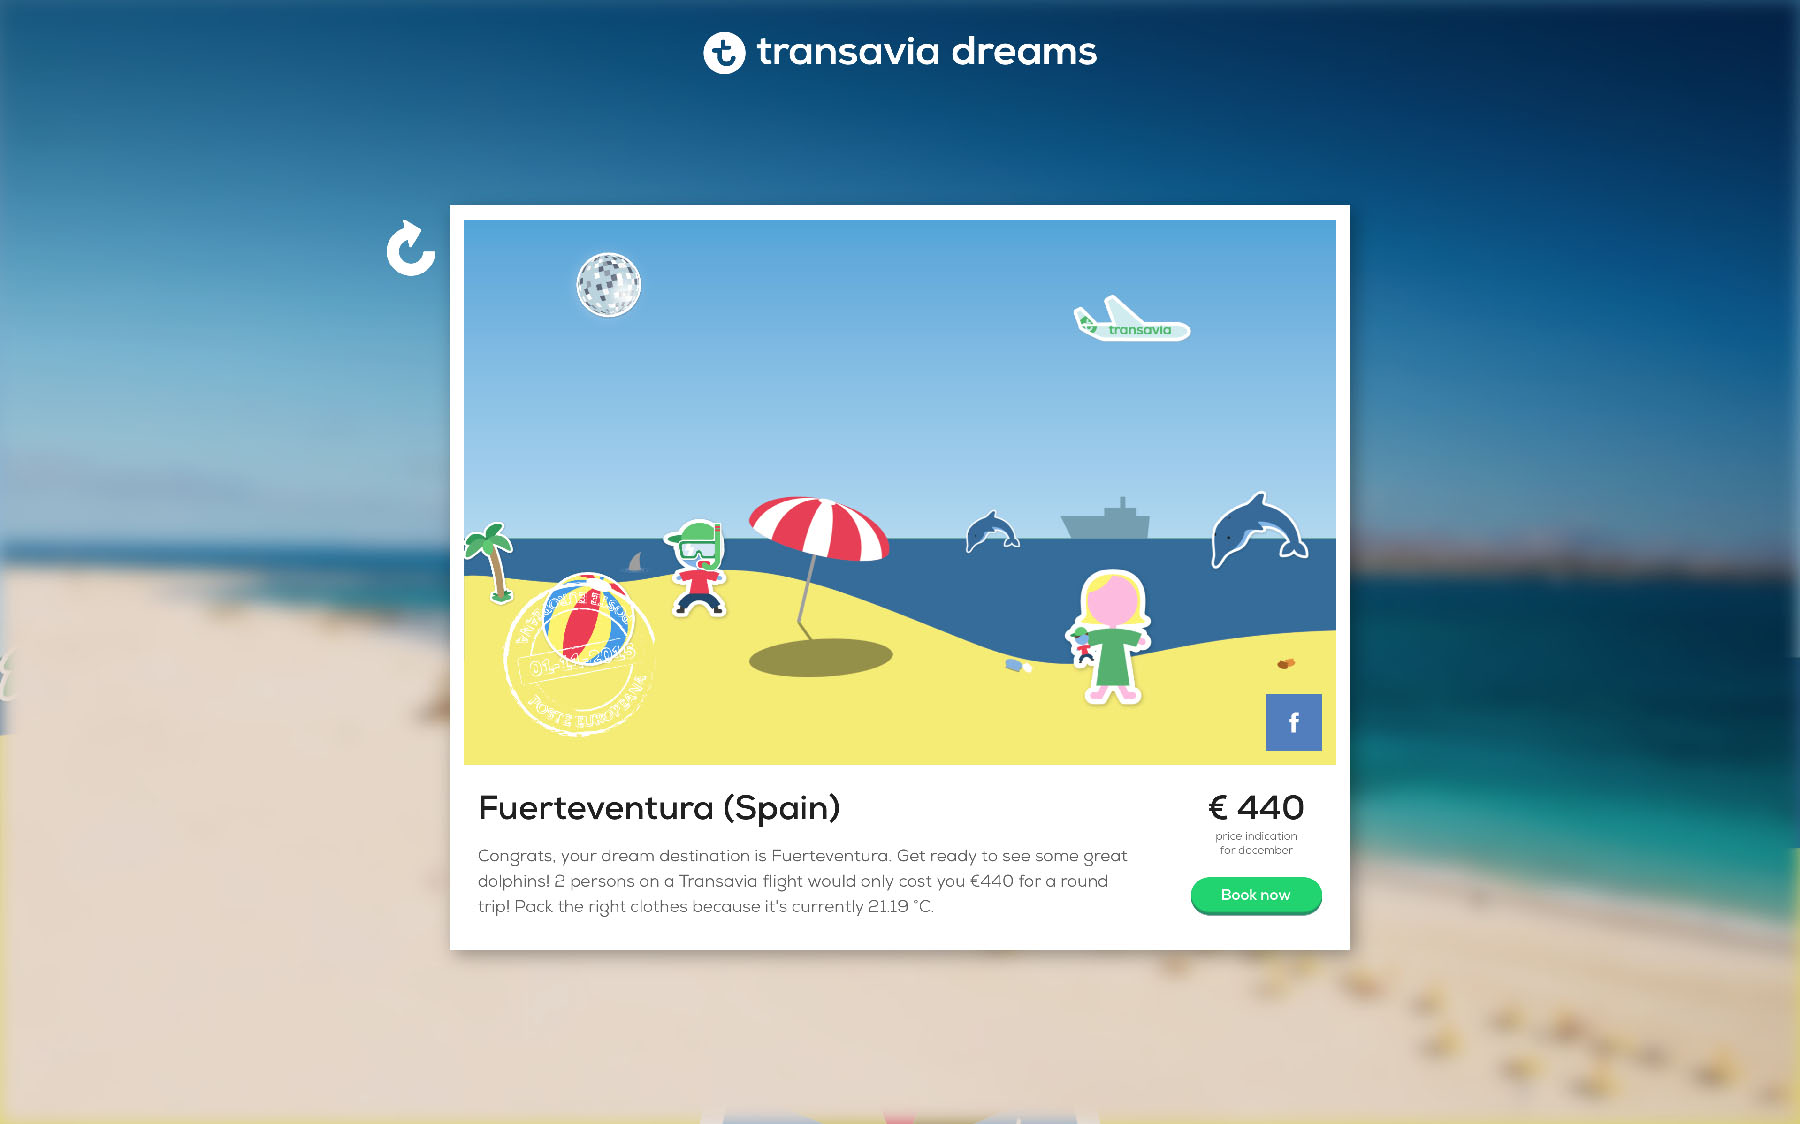 transavia dreams
transavia
POSTE EUROPEANA
f
Fuerteventura (Spain)
€ 440
price indication
for december
Congrats, your dream destination is Fuerteventura. Get ready to see some great
dolphins! 2 persons on a Transavia flight would only cost you €440 for a round
trip! Pack the right clothes because it's currently 21.19 °C.
Book now